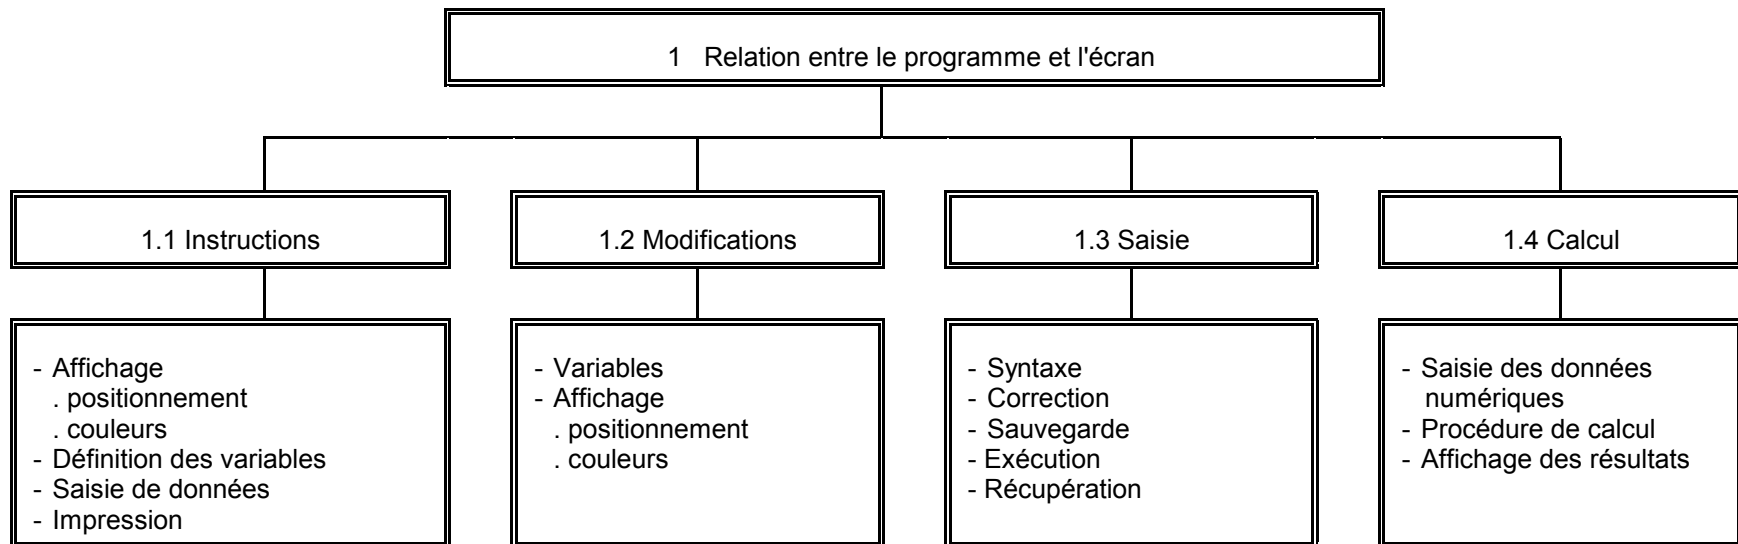 1 Relation entre le programme et l'écran
1.1 Instructions
1.2 Modifications
1.3 Saisie
1.4 Calcul
- Affichage
. positionnement
. couleurs
- Définition des variables
- Saisie de données
- Impression
- Variables
- Affichage
. positionnement
. couleurs
- Syntaxe
- Correction
- Sauvegarde
- Exécution
- Récupération
- Saisie des données
numériques
- Procédure de calcul
- Affichage des résultats